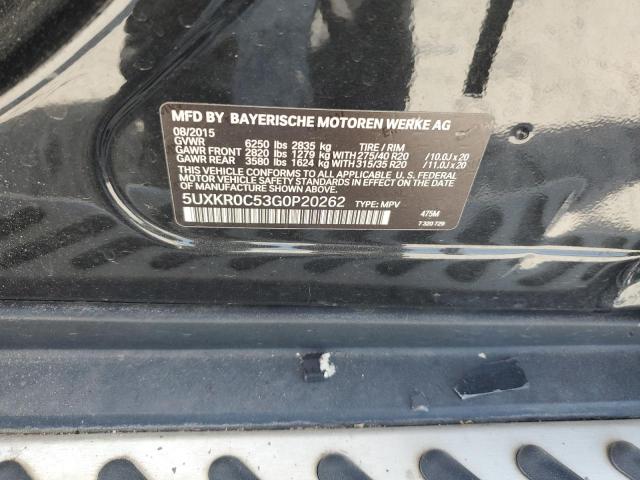 MFD BY BAYERISCHE MOTOREN WERKE AG
08/2015
GVWR 6250 lbs 2835 kg TIRE / RIM
GAWR FRONT 2820 lbs 1279 kg WITH 275/40 R20 / 10.0J x 20
GAWR REAR 3580 lbs 1624 kg WITH 315/35 R20 / 11.0J x 20
THIS VEHICLE CONFORMS TO ALL APPLICABLE U. S. FEDERAL
MOTOR VEHICLE SAFETY STANDARDS IN EFFECT ON THE
DATE OF MANUFACTURE SHOWN ABOVE.
5UXKR0C53G0P20262 TYPE: MPV
475M
7 320 729